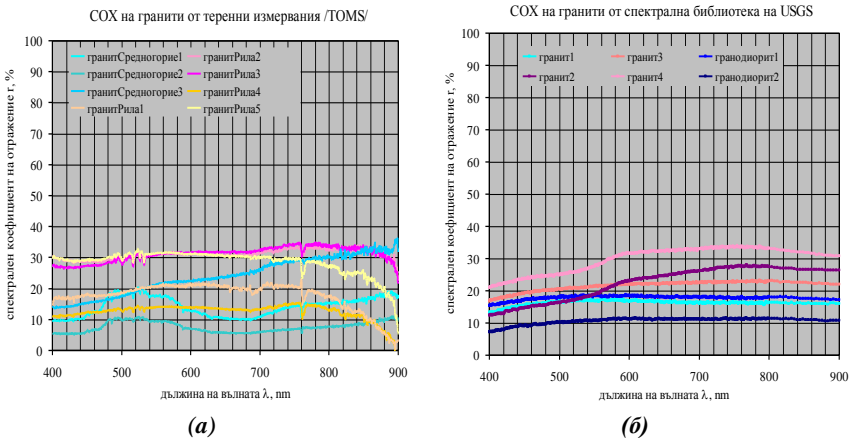 СОХ на гранити от теренни измервания /TOMS/
спектрален коефициент на отражение r, %
100
90
80
70
60
50
40
30
20
10
0
гранитСредногорие1
гранитРила2
гранитСредногорие2
гранитРила3
гранитСредногорие3
гранитРила4
гранитРила1
гранитРила5
400
500
600
700
800
900
дължина на вълната λ, nm
(а)
СОХ на гранити от спектрална библиотека на USGS
спектрален коефициент на отражение r, %
100
90
80
70
60
50
40
30
20
10
0
гранит1
гранит3
гранодиорит1
гранит2
гранит4
гранодиорит2
400
500
600
700
800
900
дължина на вълната λ, nm
(б)